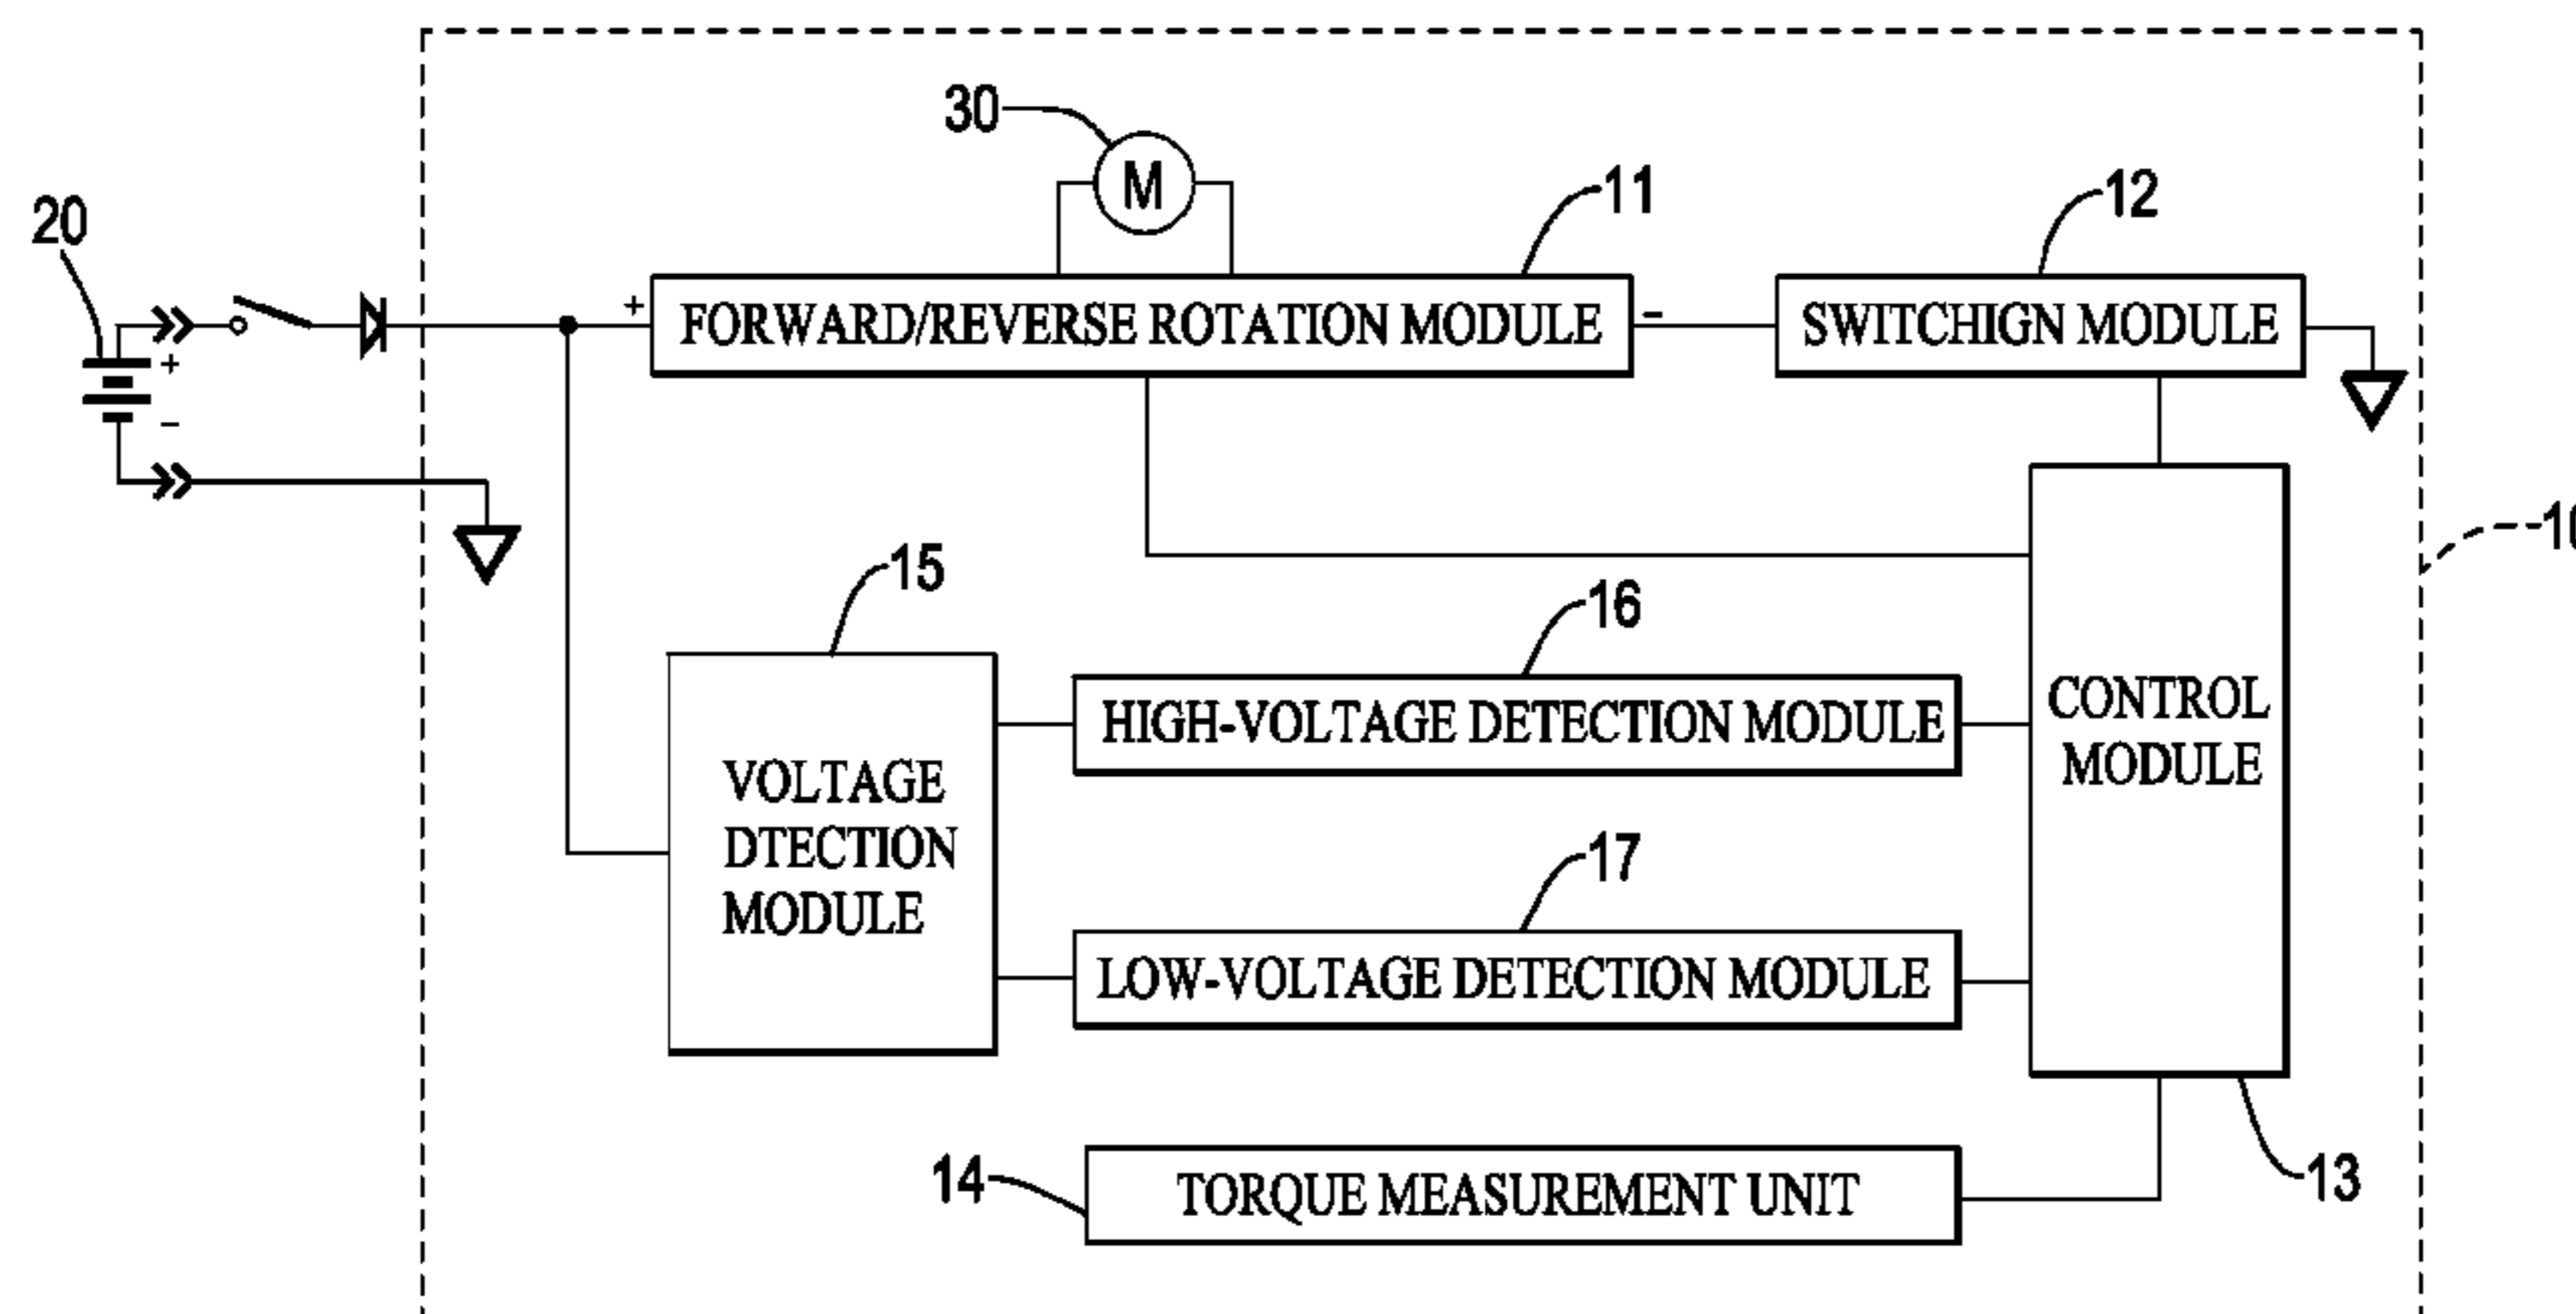 30
M
11
12
20
+
FORWARD/REVERSE ROTATION MODULE
-
SWITCHIGN MODULE
+
-
15
16
10
HIGH-VOLTAGE DETECTION MODULE
CONTROL
MODULE
VOLTAGE
DTECTION
MODULE
17
LOW-VOLTAGE DETECTION MODULE
14
TORQUE MEASUREMENT UNIT
13